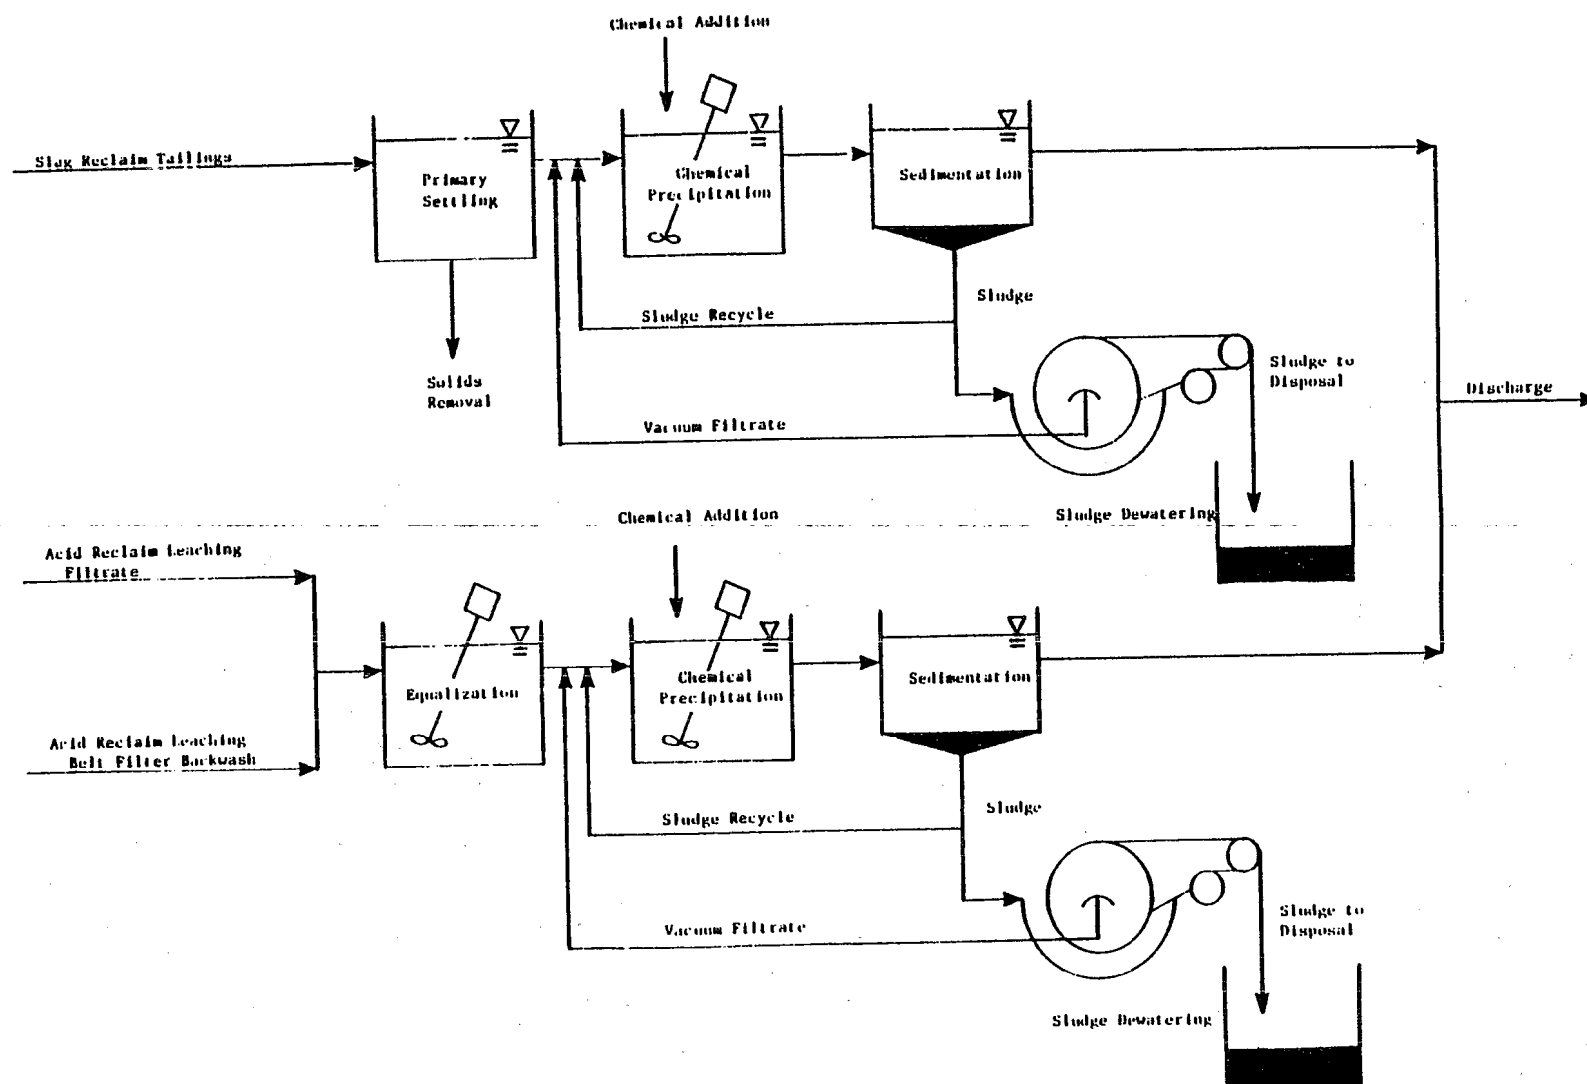 Chemical Addition
Slag Reclaim Tailings
Primary
Settling
Chemical
Precipitation
Sedimentation
Sludge
Sludge Recycle
Solids
Removal
Vacuum Filtrate
Sludge to
Disposal
Discharge
Sludge Dewatering
Chemical Addition
Acid Reclaim Leaching
Filtrate
Equalization
Chemical
Precipitation
Sedimentation
Acid Reclaim Leaching
Belt Filter Backwash
Sludge
Sludge Recycle
Vacuum Filtrate
Sludge to
Disposal
Sludge Dewatering